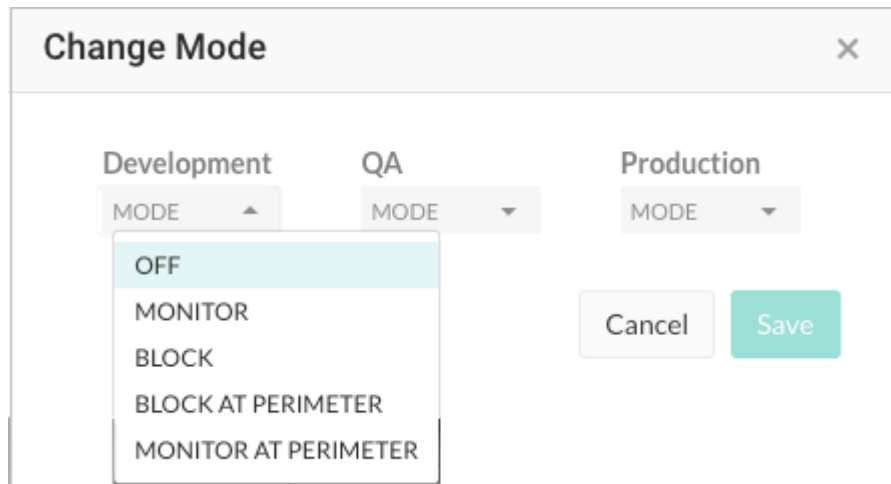 Change Mode
Development QA Production
MODE MODE MODE
OFF
MONITOR
BLOCK
BLOCK AT PERIMETER
MONITOR AT PERIMETER
Cancel Save